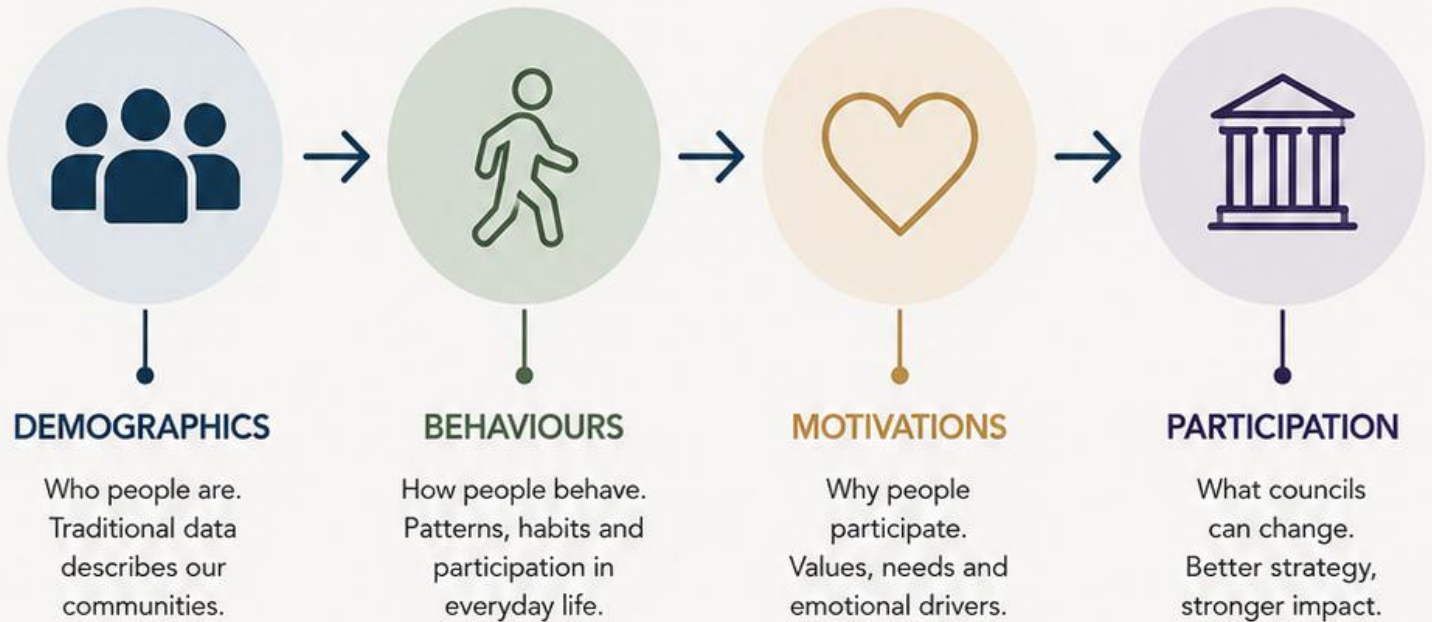 DEMOGRAPHICS
Who people are.
Traditional data
describes our
communities.
BEHAVIOURS
How people behave.
Patterns, habits and
participation in
everyday life.
MOTIVATIONS
Why people
participate.
Values, needs and
emotional drivers.
PARTICIPATION
What councils
can change.
Better strategy,
stronger impact.